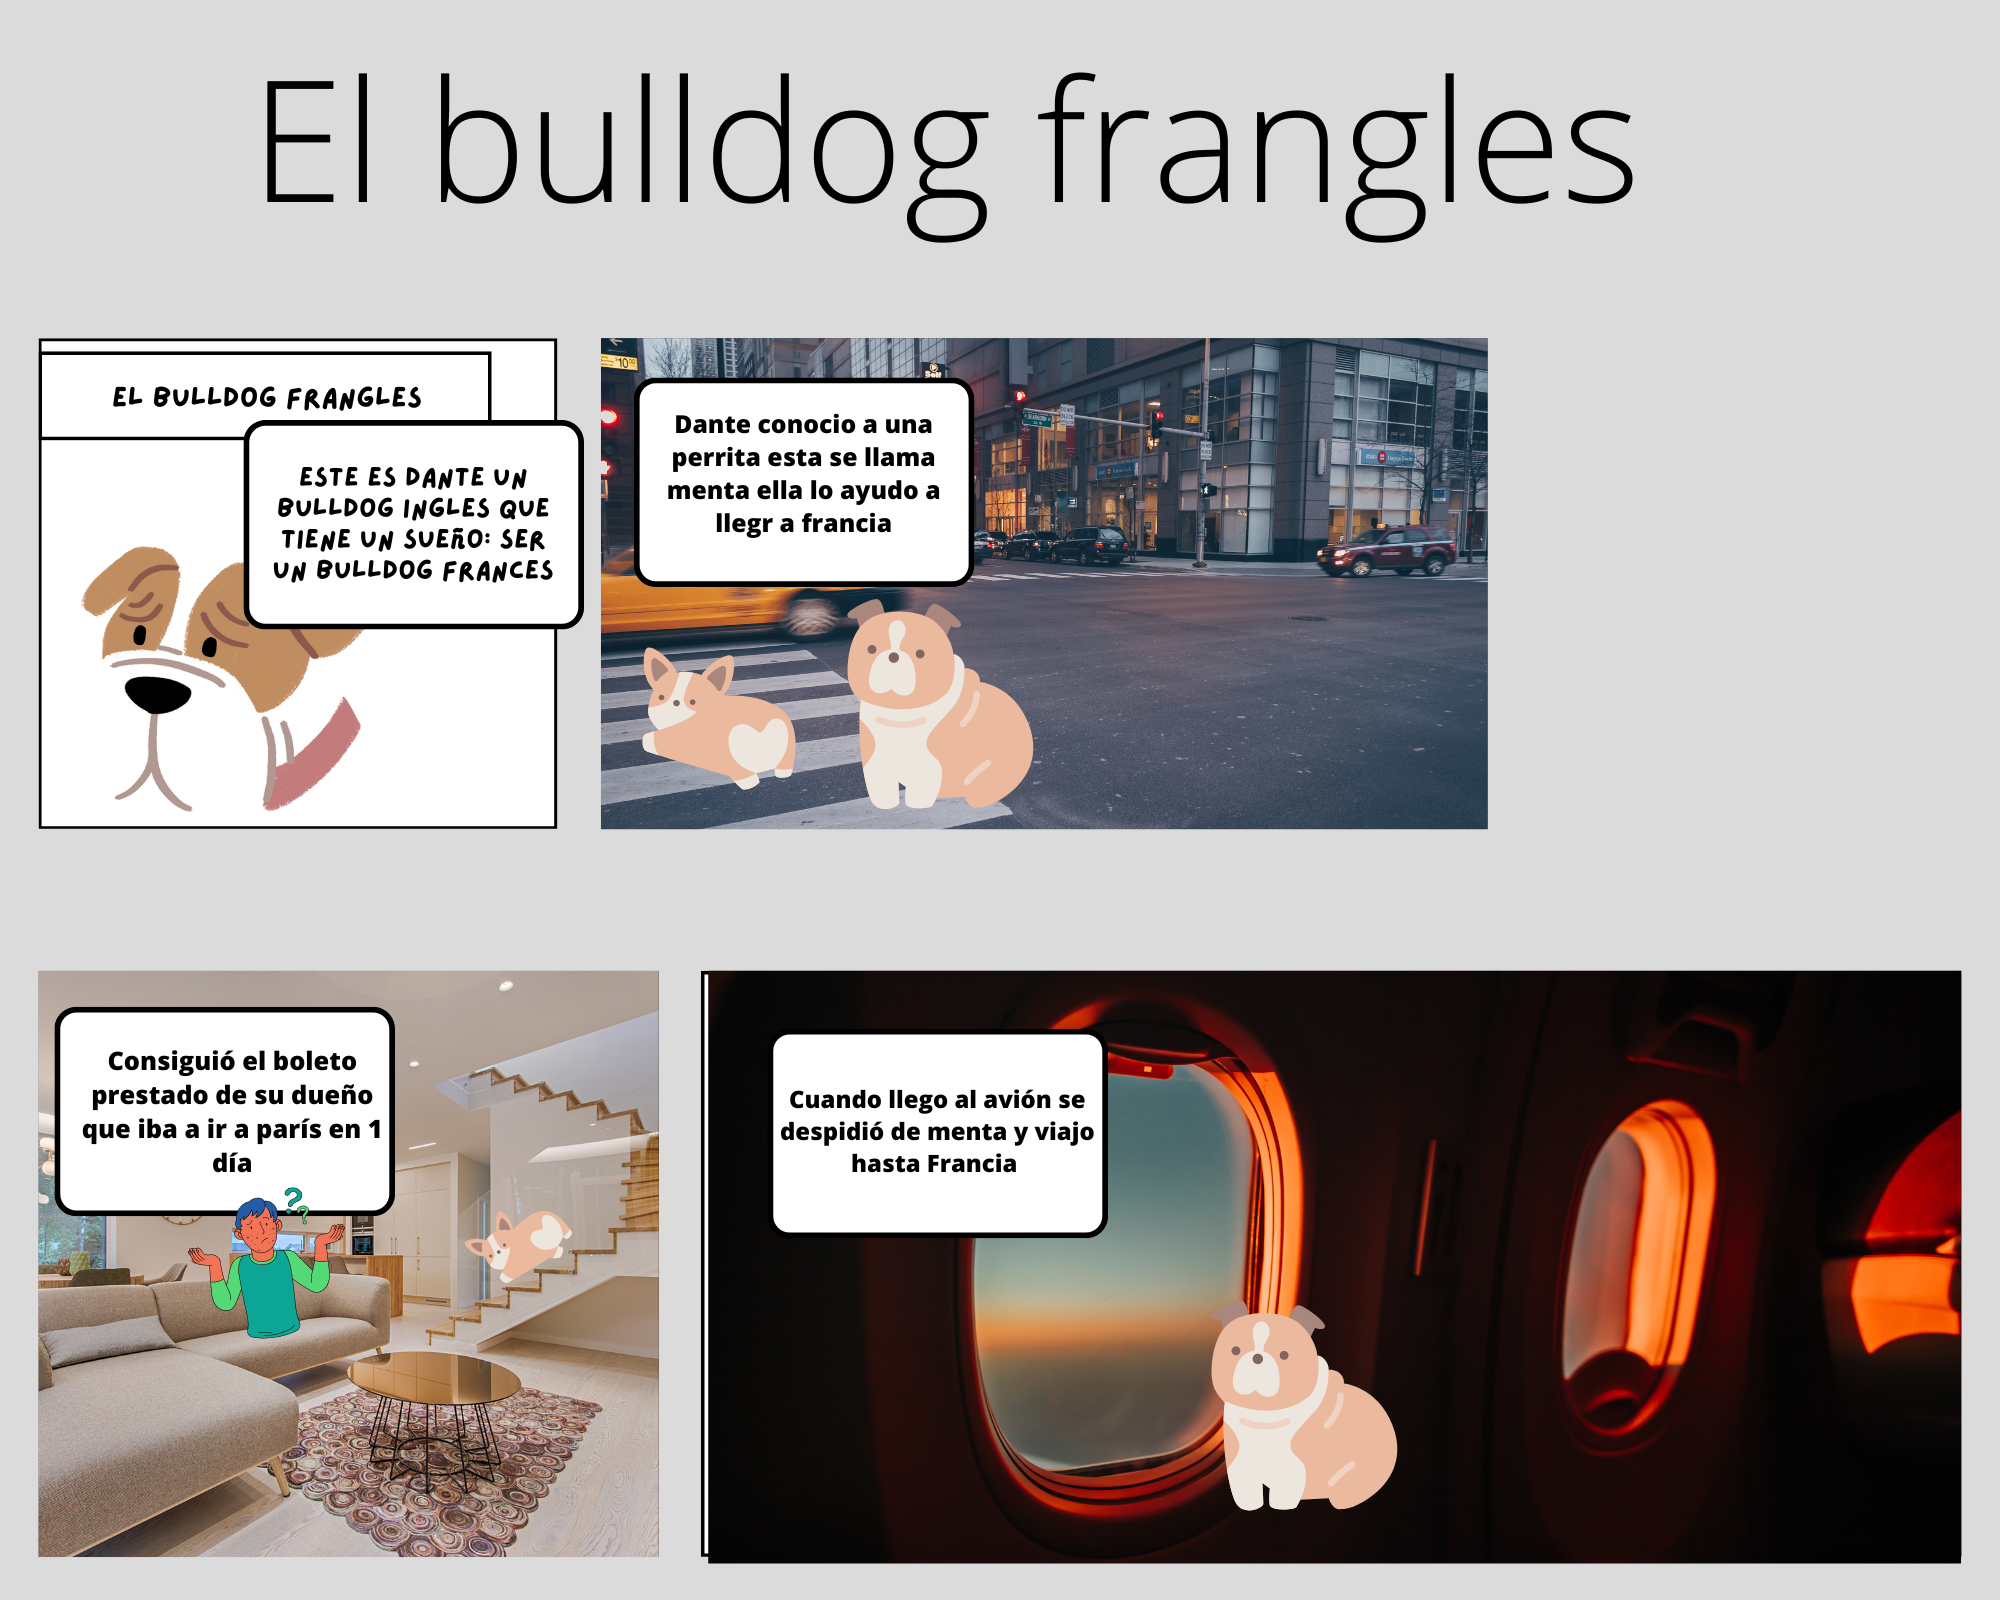 El bulldog frangles
EL BULLDOG FRANGLES
ESTE ES DANTE UN
BULLDOG INGLES QUE
TIENE UN SUEÑO: SER
UN BULLDOG FRANCES
Dante conocio a una
perrita esta se llama
menta ella lo ayudo a
llegr a francia
Consiguió el boleto
prestado de su dueño
que iba a ir a parís en 1
día
? ?
Cuando llego al avión se
despidió de menta y viajo
hasta Francia